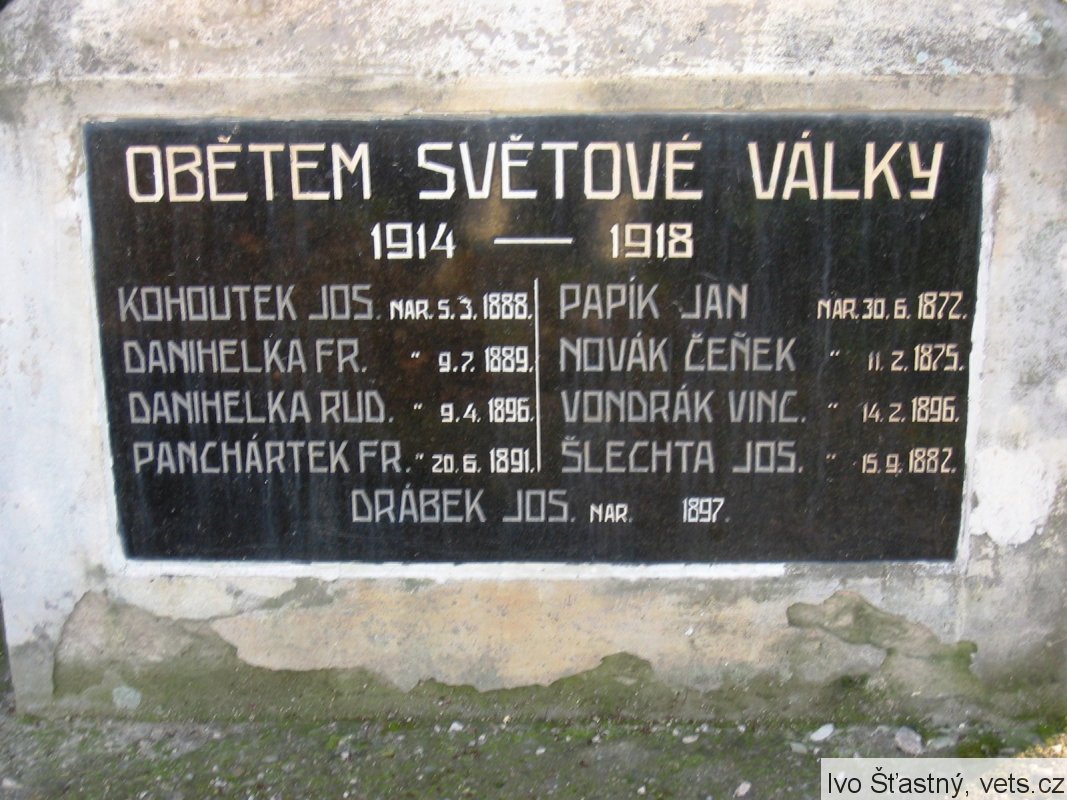 OBĚTEM SVĚTOVÉ VÁLKY
1914 — 1918
KOHOUTEK JOS. NAR. 5. 3. 1888.
DANIHELKA FR. " 9. 7. 1889.
DANIHELKA RUD. " 9. 4. 1896.
PANCHÁRTEK FR. " 20. 6. 1891.
PAPÍK JAN NAR. 30. 6. 1872.
NOVÁK ČEŇEK " 11. 2. 1875.
VONDRÁK VINC. " 14. 2. 1896.
ŠLECHTA JOS. " 15. 9. 1882.
DRÁBEK JOS. NAR. 1897.
Ivo Šťastný, vets.cz